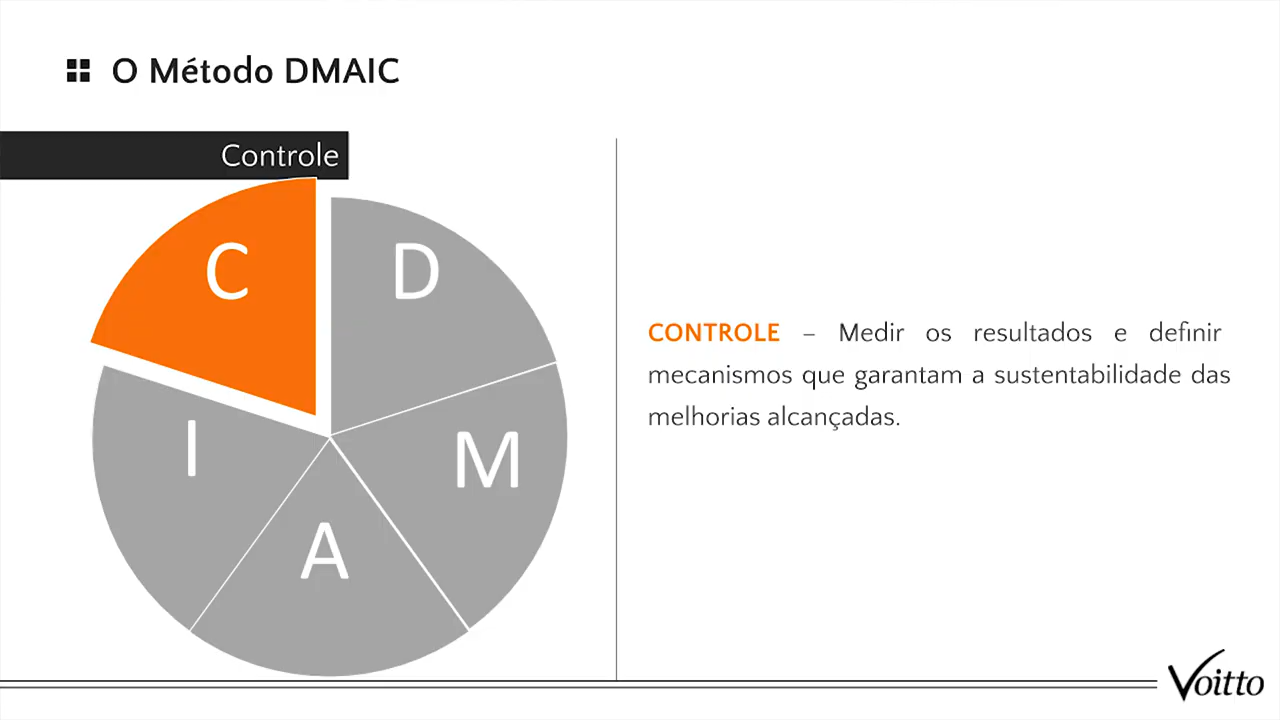 O Método DMAIC
Controle
C
D
I
M
A
CONTROLE – Medir os resultados e definir
mecanismos que garantam a sustentabilidade das
melhorias alcançadas.
Voitto